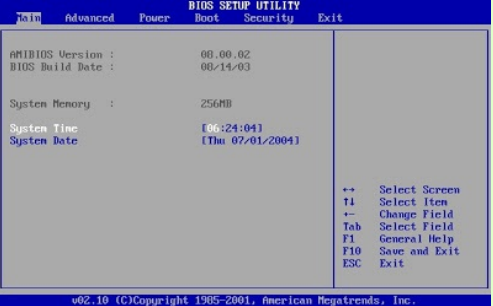 BIOS SETUP UTILITY
Main Advanced Power Boot Security Exit
AMIBIOS Version : 08.00.02
BIOS Build Date : 08/14/03
System Memory : 256MB
System Time [06:24:04]
System Date [Thu 07/01/2004]
↔ Select Screen
↑↓ Select Item
+- Change Field
Tab Select Field
F1 General Help
F10 Save and Exit
ESC Exit
v02.10 (C)Copyright 1985-2001, American Megatrends, Inc.